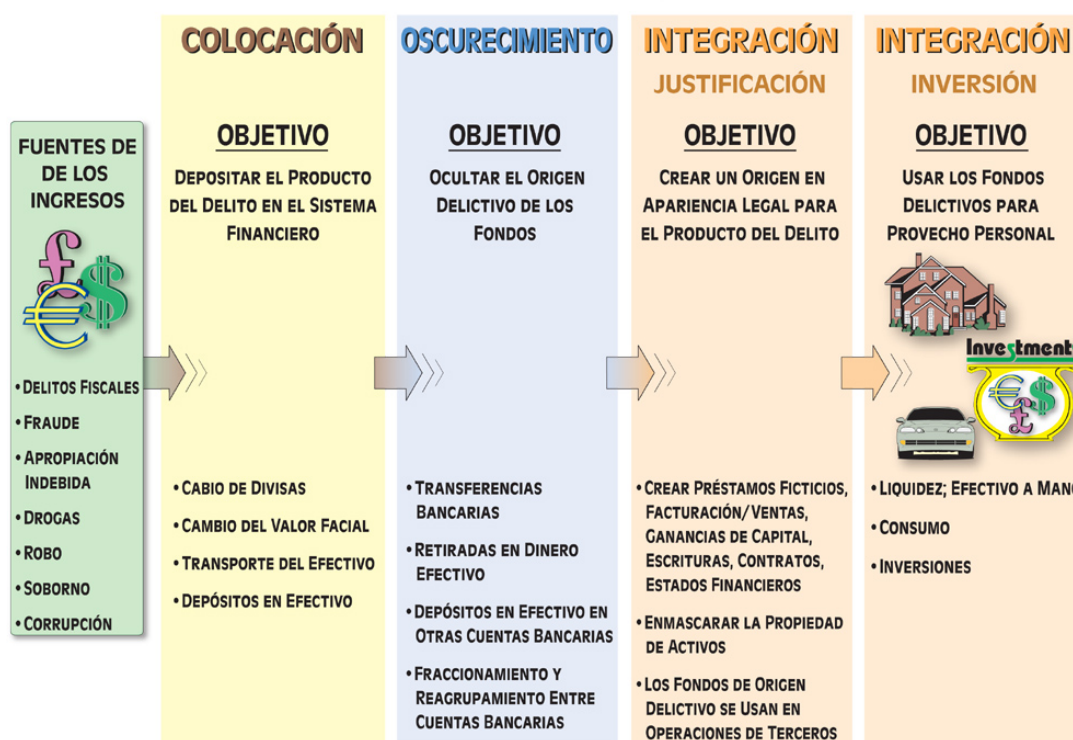 FUENTES DE
DE LOS
INGRESOS
• DELITOS FISCALES
• FRAUDE
• APROPIACIÓN
INDEBIDA
• DROGAS
• ROBO
• SOBORNO
• CORRUPCIÓN
COLOCACIÓN
OBJETIVO
DEPOSITAR EL PRODUCTO
DEL DELITO EN EL SISTEMA
FINANCIERO
• CABIO DE DIVISAS
• CAMBIO DEL VALOR FACIAL
• TRANSPORTE DEL EFECTIVO
• DEPÓSITOS EN EFECTIVO
OSCURECIMIENTO
OBJETIVO
OCULTAR EL ORIGEN
DELICTIVO DE LOS
FONDOS
• TRANSFERENCIAS
BANCARIAS
• RETIRADAS EN DINERO
EFECTIVO
• DEPÓSITOS EN EFECTIVO EN
OTRAS CUENTAS BANCARIAS
• FRACCIONAMIENTO Y
REAGRUPAMIENTO ENTRE
CUENTAS BANCARIAS
INTEGRACIÓN
JUSTIFICACIÓN
OBJETIVO
CREAR UN ORIGEN EN
APARIENCIA LEGAL PARA
EL PRODUCTO DEL DELITO
• CREAR PRÉSTAMOS FICTICIOS,
FACTURACIÓN/VENTAS,
GANANCIAS DE CAPITAL,
ESCRITURAS, CONTRATOS,
ESTADOS FINANCIEROS
• ENMASCARAR LA PROPIEDAD
DE ACTIVOS
• LOS FONDOS DE ORIGEN
DELICTIVO SE USAN EN
OPERACIONES DE TERCEROS
INTEGRACIÓN
INVERSIÓN
OBJETIVO
USAR LOS FONDOS
DELICTIVOS PARA
PROVECHO PERSONAL
Investment
• LIQUIDEZ; EFECTIVO A
• CONSUMO
• INVERSIONES